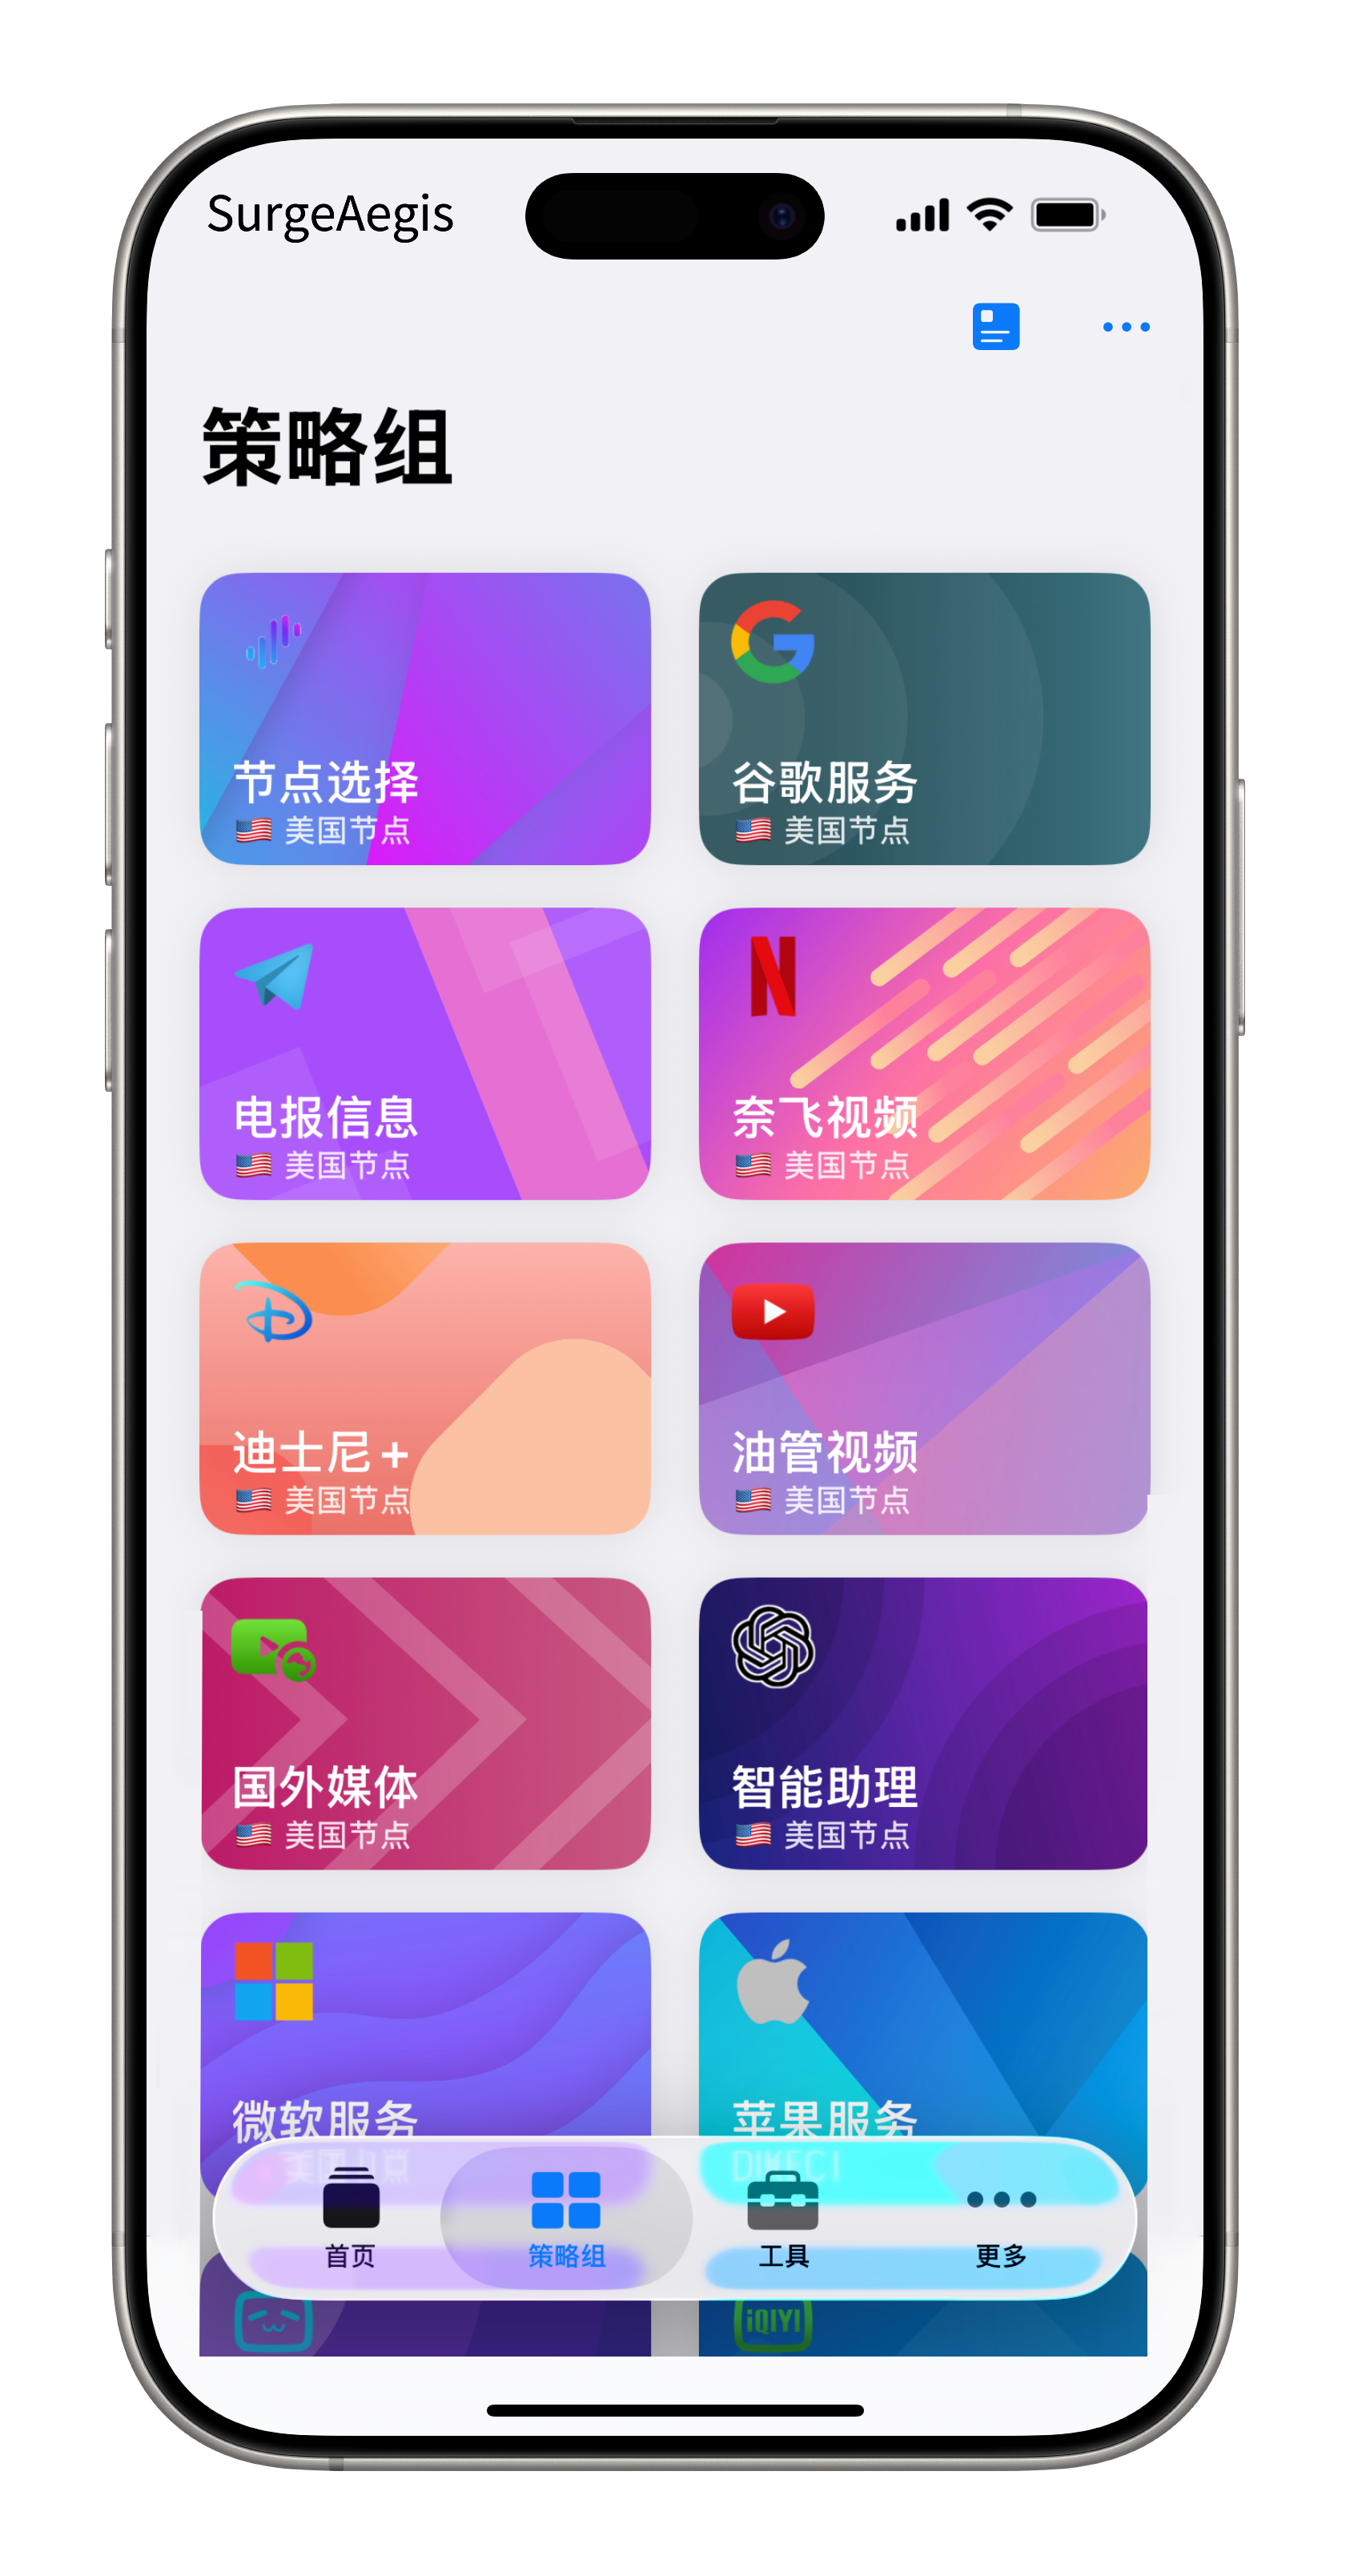 SurgeAegis
策略组
节点选择
美国节点
谷歌服务
美国节点
电报信息
美国节点
奈飞视频
美国节点
迪士尼+
美国节点
油管视频
美国节点
国外媒体
美国节点
智能助理
美国节点
微软服务
美国节点
苹果服务
DIRECT
首页
策略组
工具
更多
iQIYI